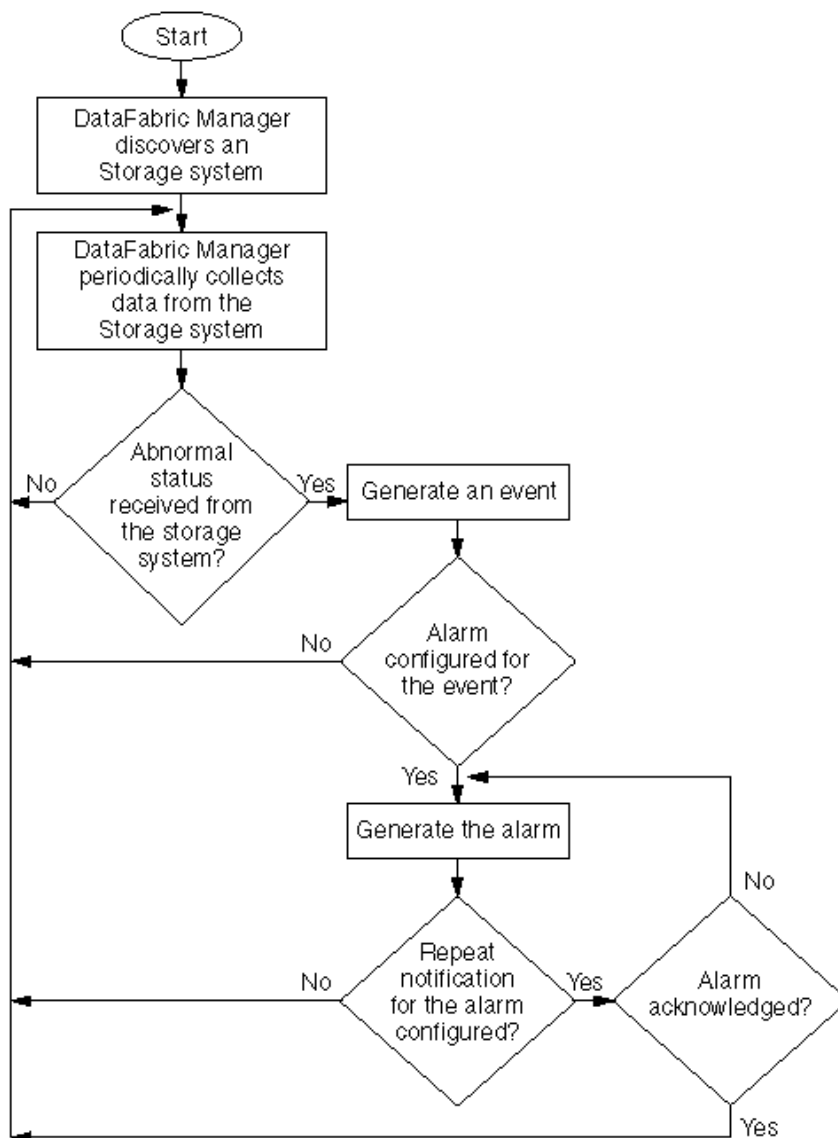 Start
DataFabric Manager
discovers an
Storage system
DataFabric Manager
periodically collects
data from the
Storage system
Abnormal
status
received from
the storage
system?
No
Yes
Generate an event
Alarm
configured for
the event?
No
Yes
Generate the alarm
Repeat
notification
for the alarm
configured?
No
Yes
Alarm
acknowledged?
No
Yes